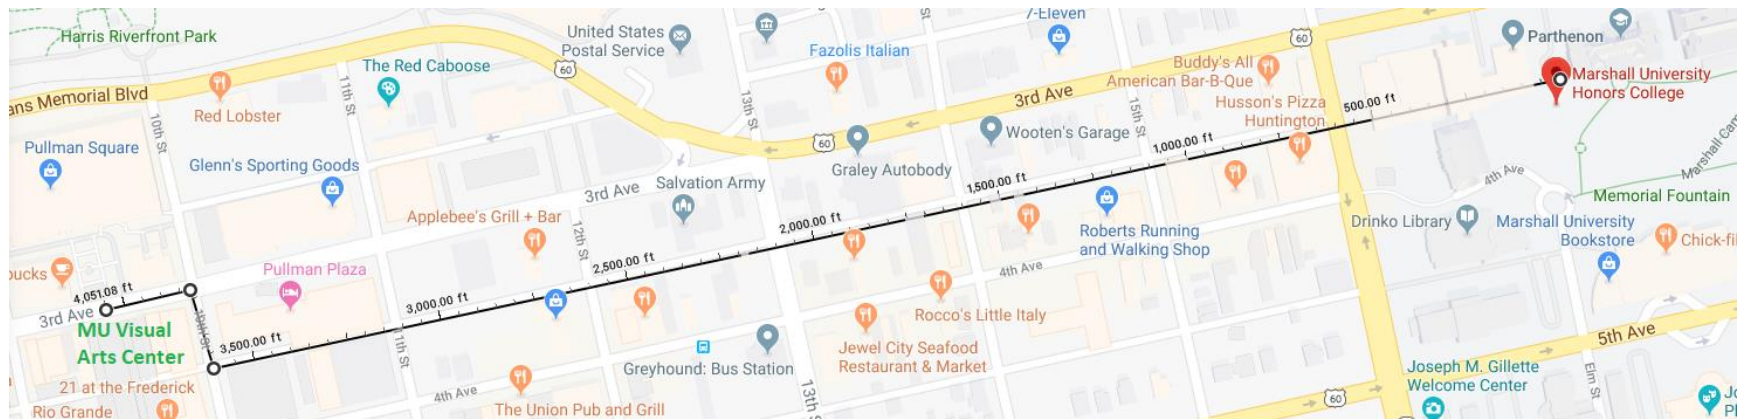 Harris Riverfront Park
ans Memorial Blvd
Red Lobster
The Red Caboose
11th St
10th St
Pullman Square
Glenn's Sporting Goods
60
United States
Postal Service
Fazolis Italian
7-Eleven
13th St
60
3rd Ave
60
Buddy's All
American Bar-B-Que
Husson's Pizza
Huntington
15th St
Wooten's Garage
Graley Autobody
Parthenon
Marshall University
Honors College
500.00 ft
1,000.00 ft
1,500.00 ft
2,000.00 ft
2,500.00 ft
3,000.00 ft
3,500.00 ft
4,051.08 ft
3rd Ave
Salvation Army
Applebee's Grill + Bar
12th St
Pullman Plaza
ucks
3rd Ave
MU Visual
Arts Center
10th St
11th St
21 at the Frederick
Rio Grande
4th Ave
The Union Pub and Grill
Greyhound: Bus Station
13th S
Jewel City Seafood
Restaurant & Market
Rocco's Little Italy
4th Ave
Roberts Running
and Walking Shop
Drinko Library
4th Ave
Marshall Cam
Memorial Fountain
Marshall University
Bookstore
Chick-fil
5th Ave
Elm St
Joseph M. Gillette
Welcome Center
60